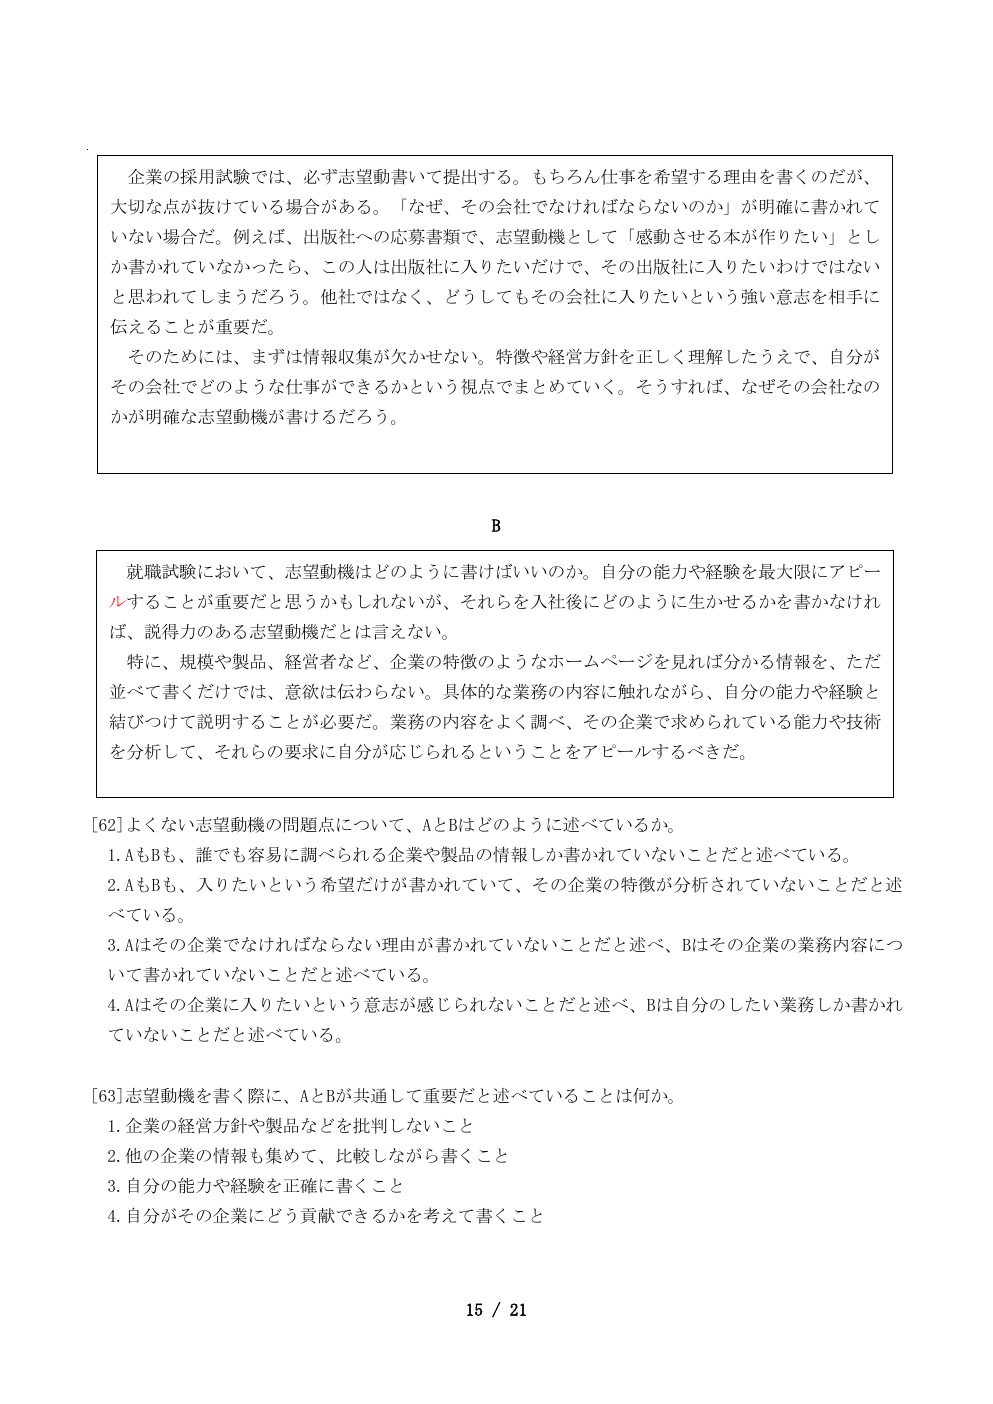 企業の採用試験では、必ず志望動書いて提出する。もちろん仕事を希望する理由を書くのだが、
大切な点が抜けている場合がある。「なぜ、その会社でなければならないのか」が明確に書かれて
いない場合だ。例えば、出版社への応募書類で、志望動機として「感動させる本が作りたい」とし
か書かれていなかったら、この人は出版社に入りたいだけで、その出版社に入りたいわけではない
と思われてしまうだろう。他社ではなく、どうしてもその会社に入りたいという強い意志を相手に
伝えることが重要だ。
そのためには、まずは情報収集が欠かせない。特徴や経営方針を正しく理解したうえで、自分が
その会社でどのような仕事ができるかという視点でまとめていく。そうすれば、なぜその会社なの
かが明確な志望動機が書けるだろう。
B
就職試験において、志望動機はどのように書けばいいのか。自分の能力や経験を最大限にアピー
ルすることが重要だと思うかもしれないが、それらを入社後にどのように生かせるかを書かなけれ
ば、説得力のある志望動機だとは言えない。
特に、規模や製品、経営者など、企業の特徴のようなホームページを見れば分かる情報を、ただ
並べて書くだけでは、意欲は伝わらない。具体的な業務の内容に触れながら、自分の能力や経験と
結びつけて説明することが必要だ。業務の内容をよく調べ、その企業で求められている能力や技術
を分析して、それらの要求に自分が応じられるということをアピールするべきだ。
[62]よくない志望動機の問題点について、AとBはどのように述べているか。
1.AもBも、誰でも容易に調べられる企業や製品の情報しか書かれていないことだと述べている。
2.AもBも、入りたいという希望だけが書かれていて、その企業の特徴が分析されていないことだと述
べている。
3.Aはその企業でなければならない理由が書かれていないことだと述べ、Bはその企業の業務内容につ
いて書かれていないことだと述べている。
4.Aはその企業に入りたいという意志が感じられないことだと述べ、Bは自分のしたい業務しか書かれ
ていないことだと述べている。
[63]志望動機を書く際に、AとBが共通して重要だと述べていることは何か。
1.企業の経営方針や製品などを批判しないこと
2.他の企業の情報も集めて、比較しながら書くこと
3.自分の能力や経験を正確に書くこと
4.自分がその企業にどう貢献できるかを考えて書くこと
15 / 21